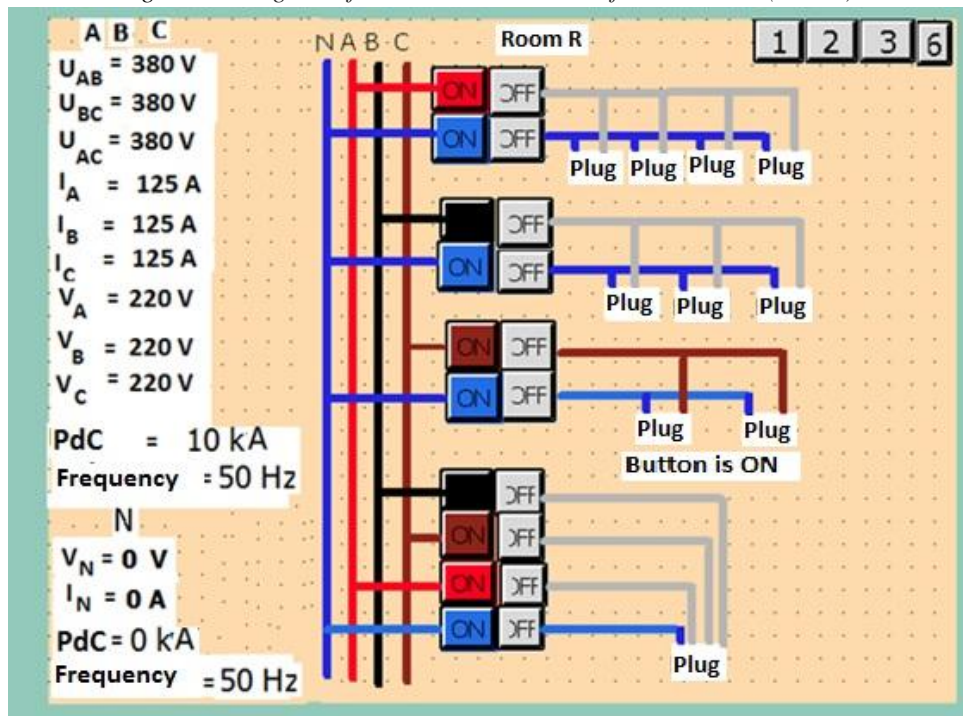 A B C
U_AB = 380 V
U_BC = 380 V
U_AC = 380 V
I_A = 125 A
I_B = 125 A
I_C = 125 A
V_A = 220 V
V_B = 220 V
V_C = 220 V
PdC = 10 kA
Frequency = 50 Hz
N
V_N = 0 V
I_N = 0 A
PdC = 0 kA
Frequency = 50 Hz
N A B C
Room R
1 2 3 6
ON OFF
ON OFF
Plug Plug Plug Plug
OFF
ON OFF
Plug Plug Plug
ON OFF
ON OFF
Plug Plug
Button is ON
OFF
ON OFF
ON OFF
ON OFF
Plug